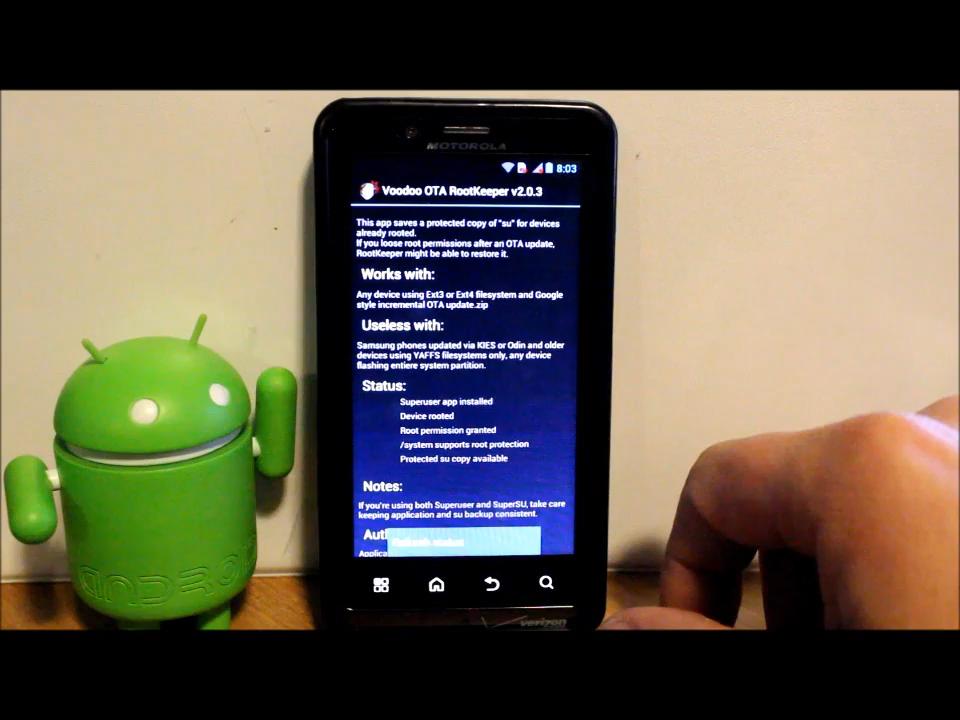 MOTOROLA
8:03
Voodoo OTA RootKeeper v2.0.3
This app saves a protected copy of "su" for devices
already rooted.
If you loose root permissions after an OTA update,
RootKeeper might be able to restore it.
Works with:
Any device using Ext3 or Ext4 filesystem and Google
style incremental OTA update.zip
Useless with:
Samsung phones updated via KIES or Odin and older
devices using YAFFS filesystems only, any device
flashing entiere system partition.
Status:
Superuser app installed
Device rooted
Root permission granted
/system supports root protection
Protected su copy available
Notes:
If you're using both Superuser and SuperSU, take care
keeping application and su backup consistent.
Aut
Refresh status
Applica
verizon
ANDROID